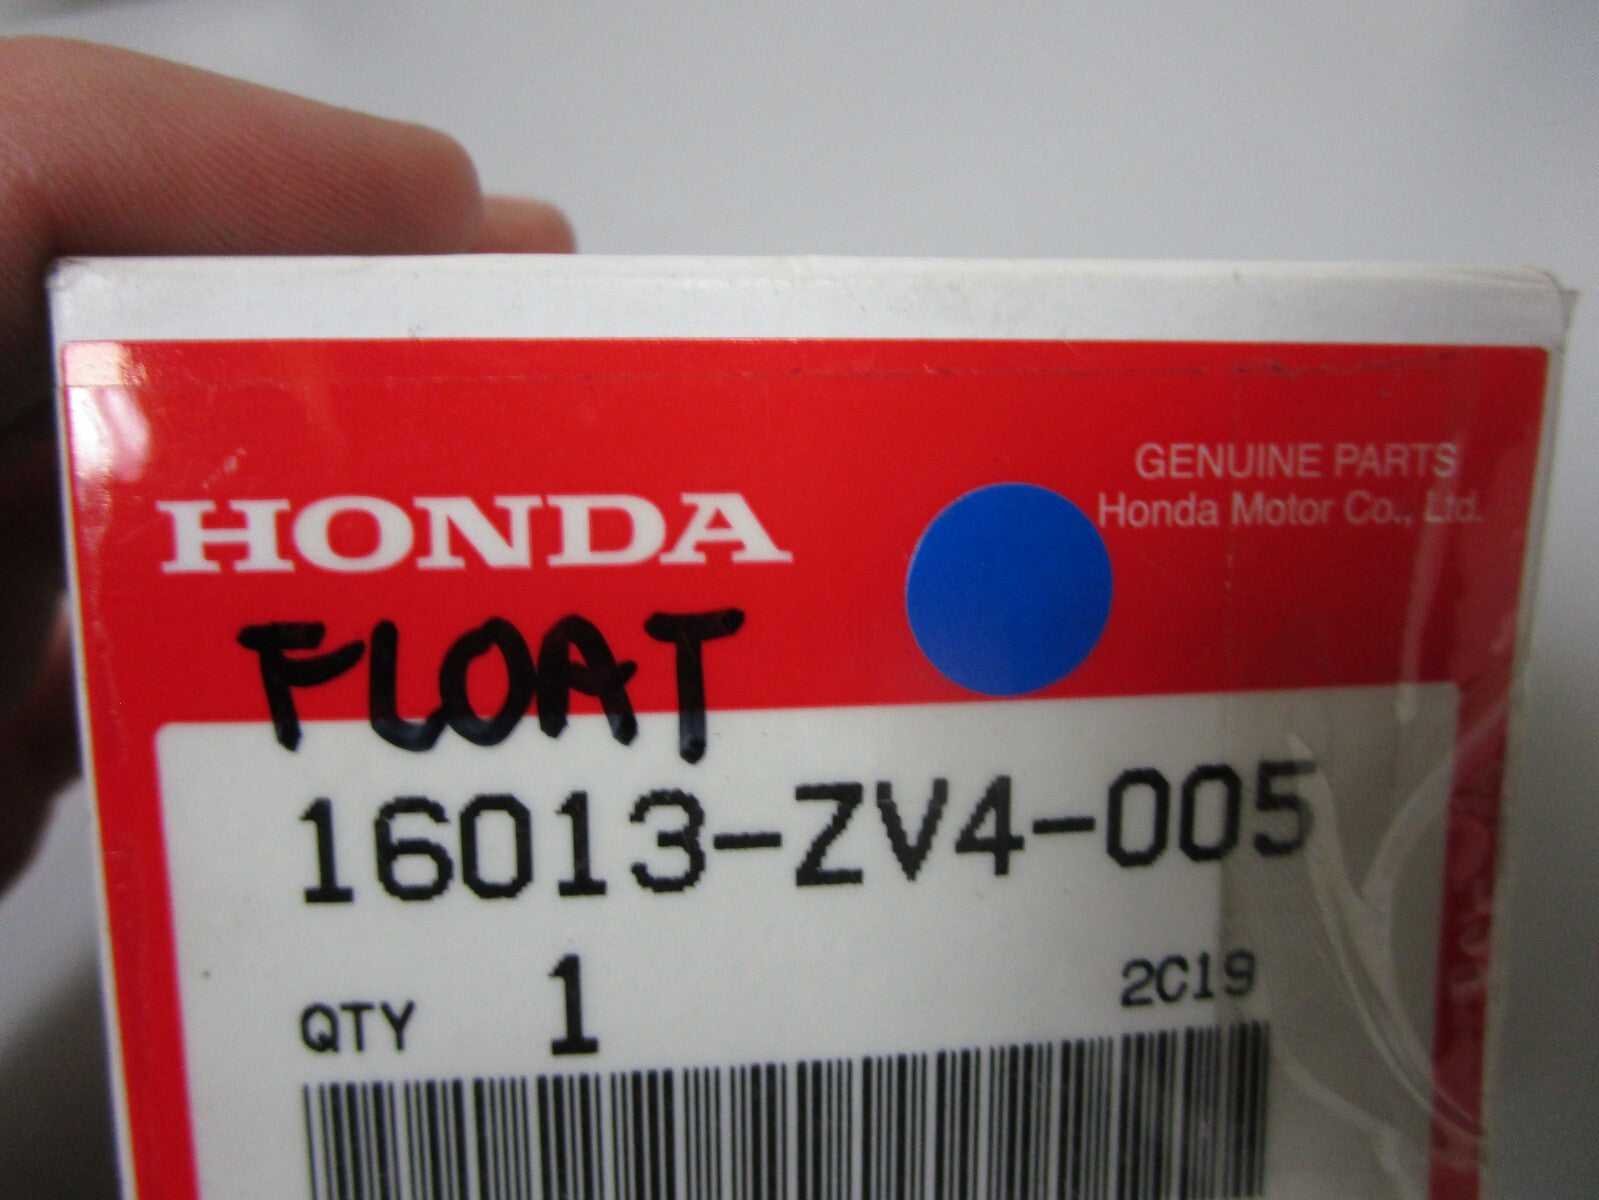 GENUINE PARTS
Honda Motor Co., Ltd.
HONDA
FLOAT
16013-ZV4-005
QTY 1 2C19